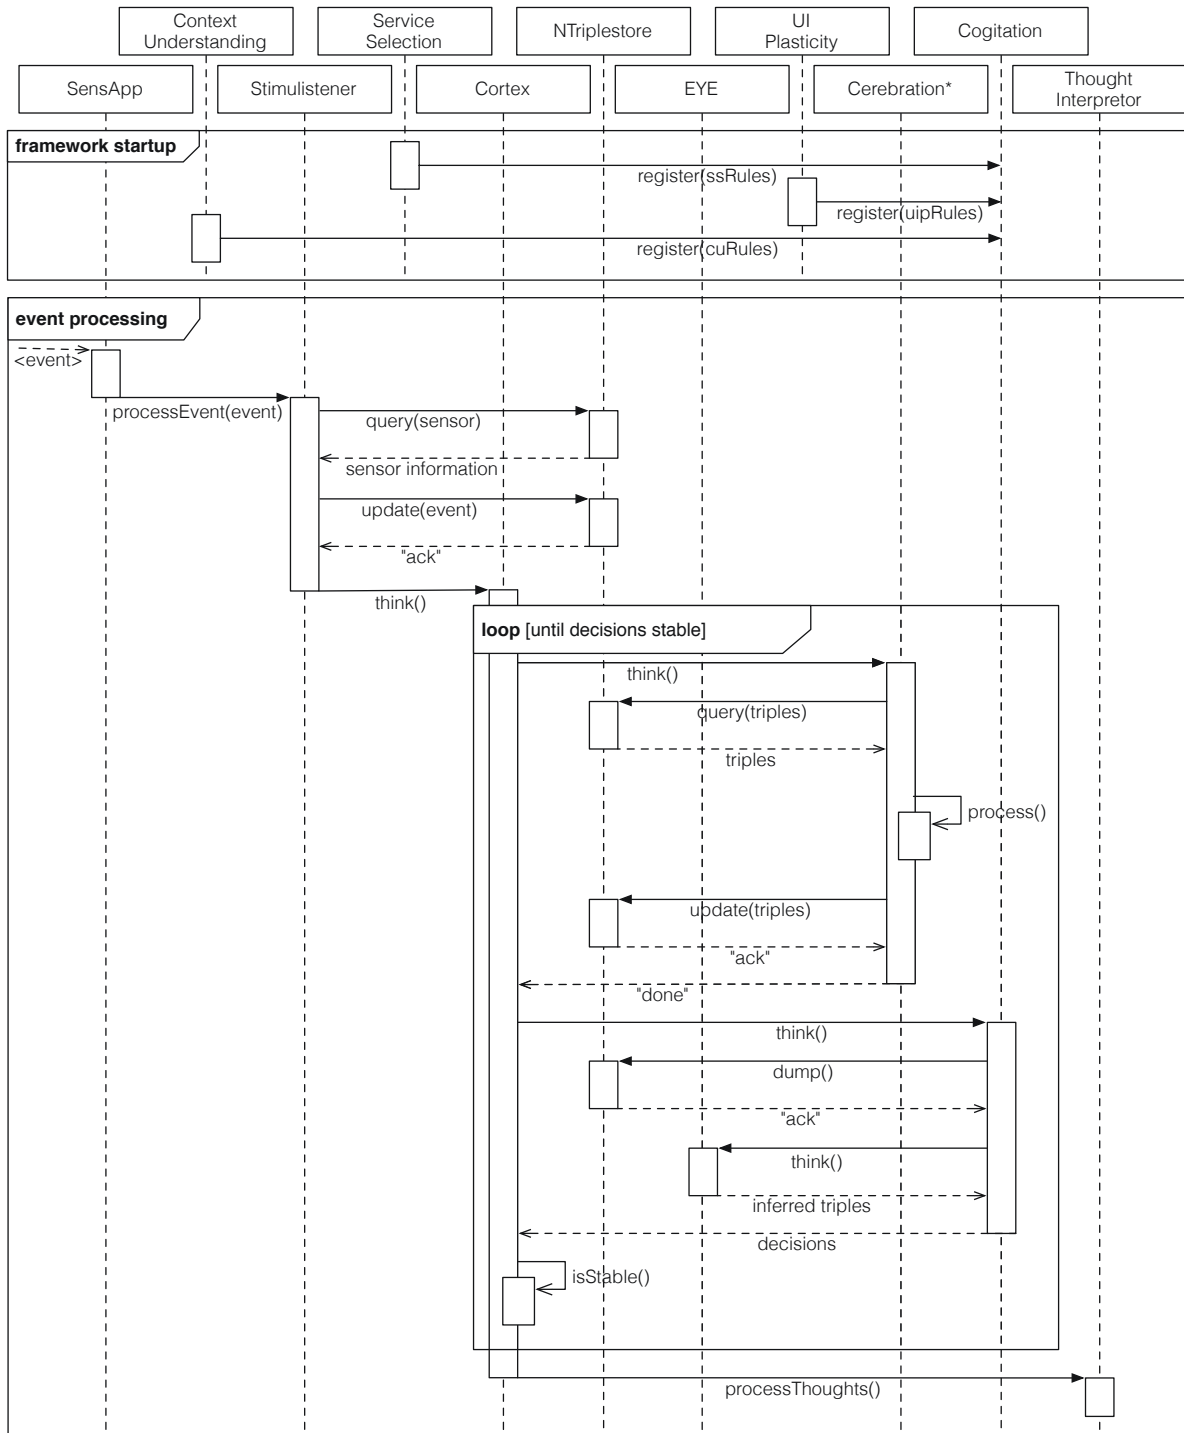 Context
Understanding
Service
Selection
NTriplestore
UI
Plasticity
Cogitation
SensApp
Stimulistener
Cortex
EYE
Cerebration*
Thought
Interpretor
framework startup
register(ssRules)
register(uipRules)
register(cuRules)
event processing
<event>
processEvent(event)
query(sensor)
sensor information
update(event)
"ack"
think()
loop [until decisions stable]
think()
query(triples)
triples
process()
update(triples)
"ack"
"done"
think()
dump()
"ack"
think()
inferred triples
decisions
isStable()
processThoughts()